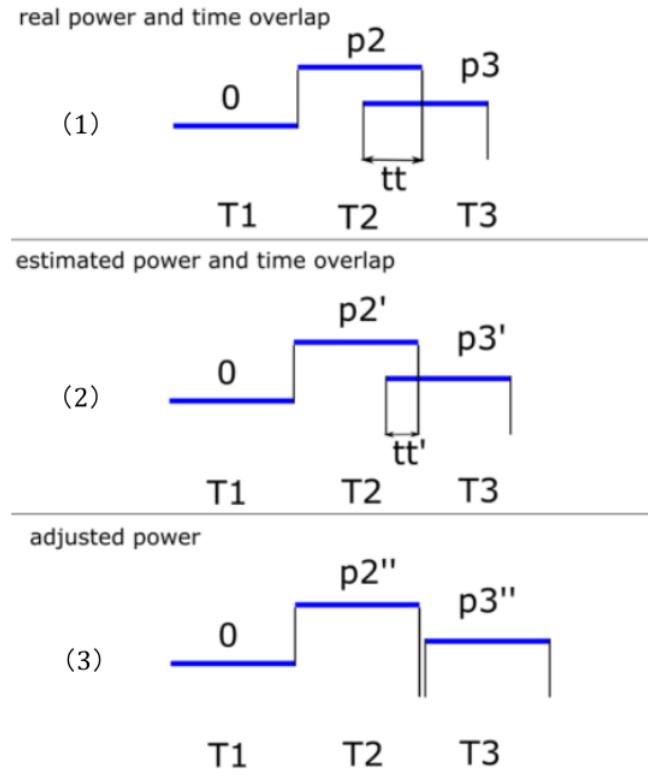 real power and time overlap
p2
p3
0
(1)
tt
T1 T2 T3
estimated power and time overlap
p2'
p3'
0
(2)
tt'
T1 T2 T3
adjusted power
p2''
p3''
0
(3)
T1 T2 T3